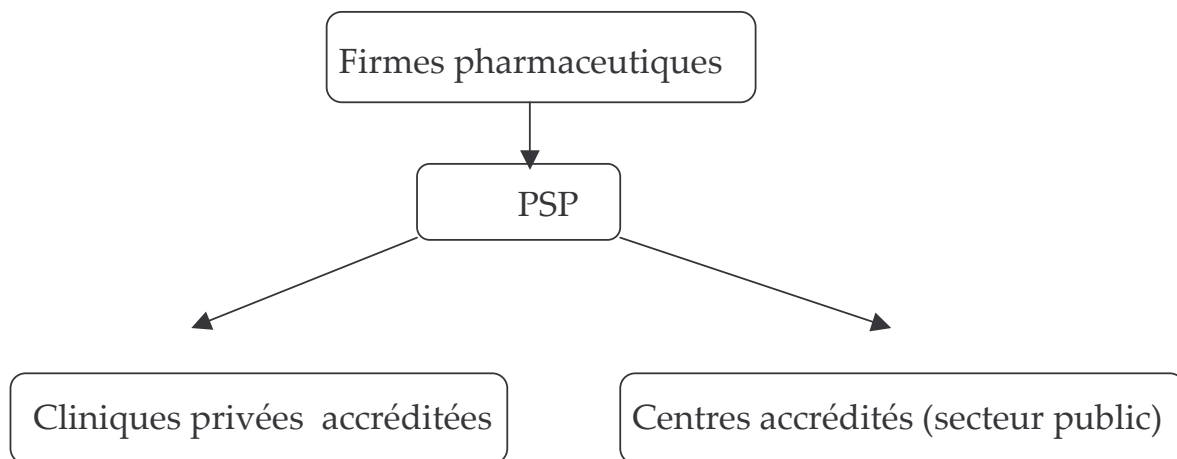 Firmes pharmaceutiques
PSP
Cliniques privées accréditées
Centres accrédités (secteur public)